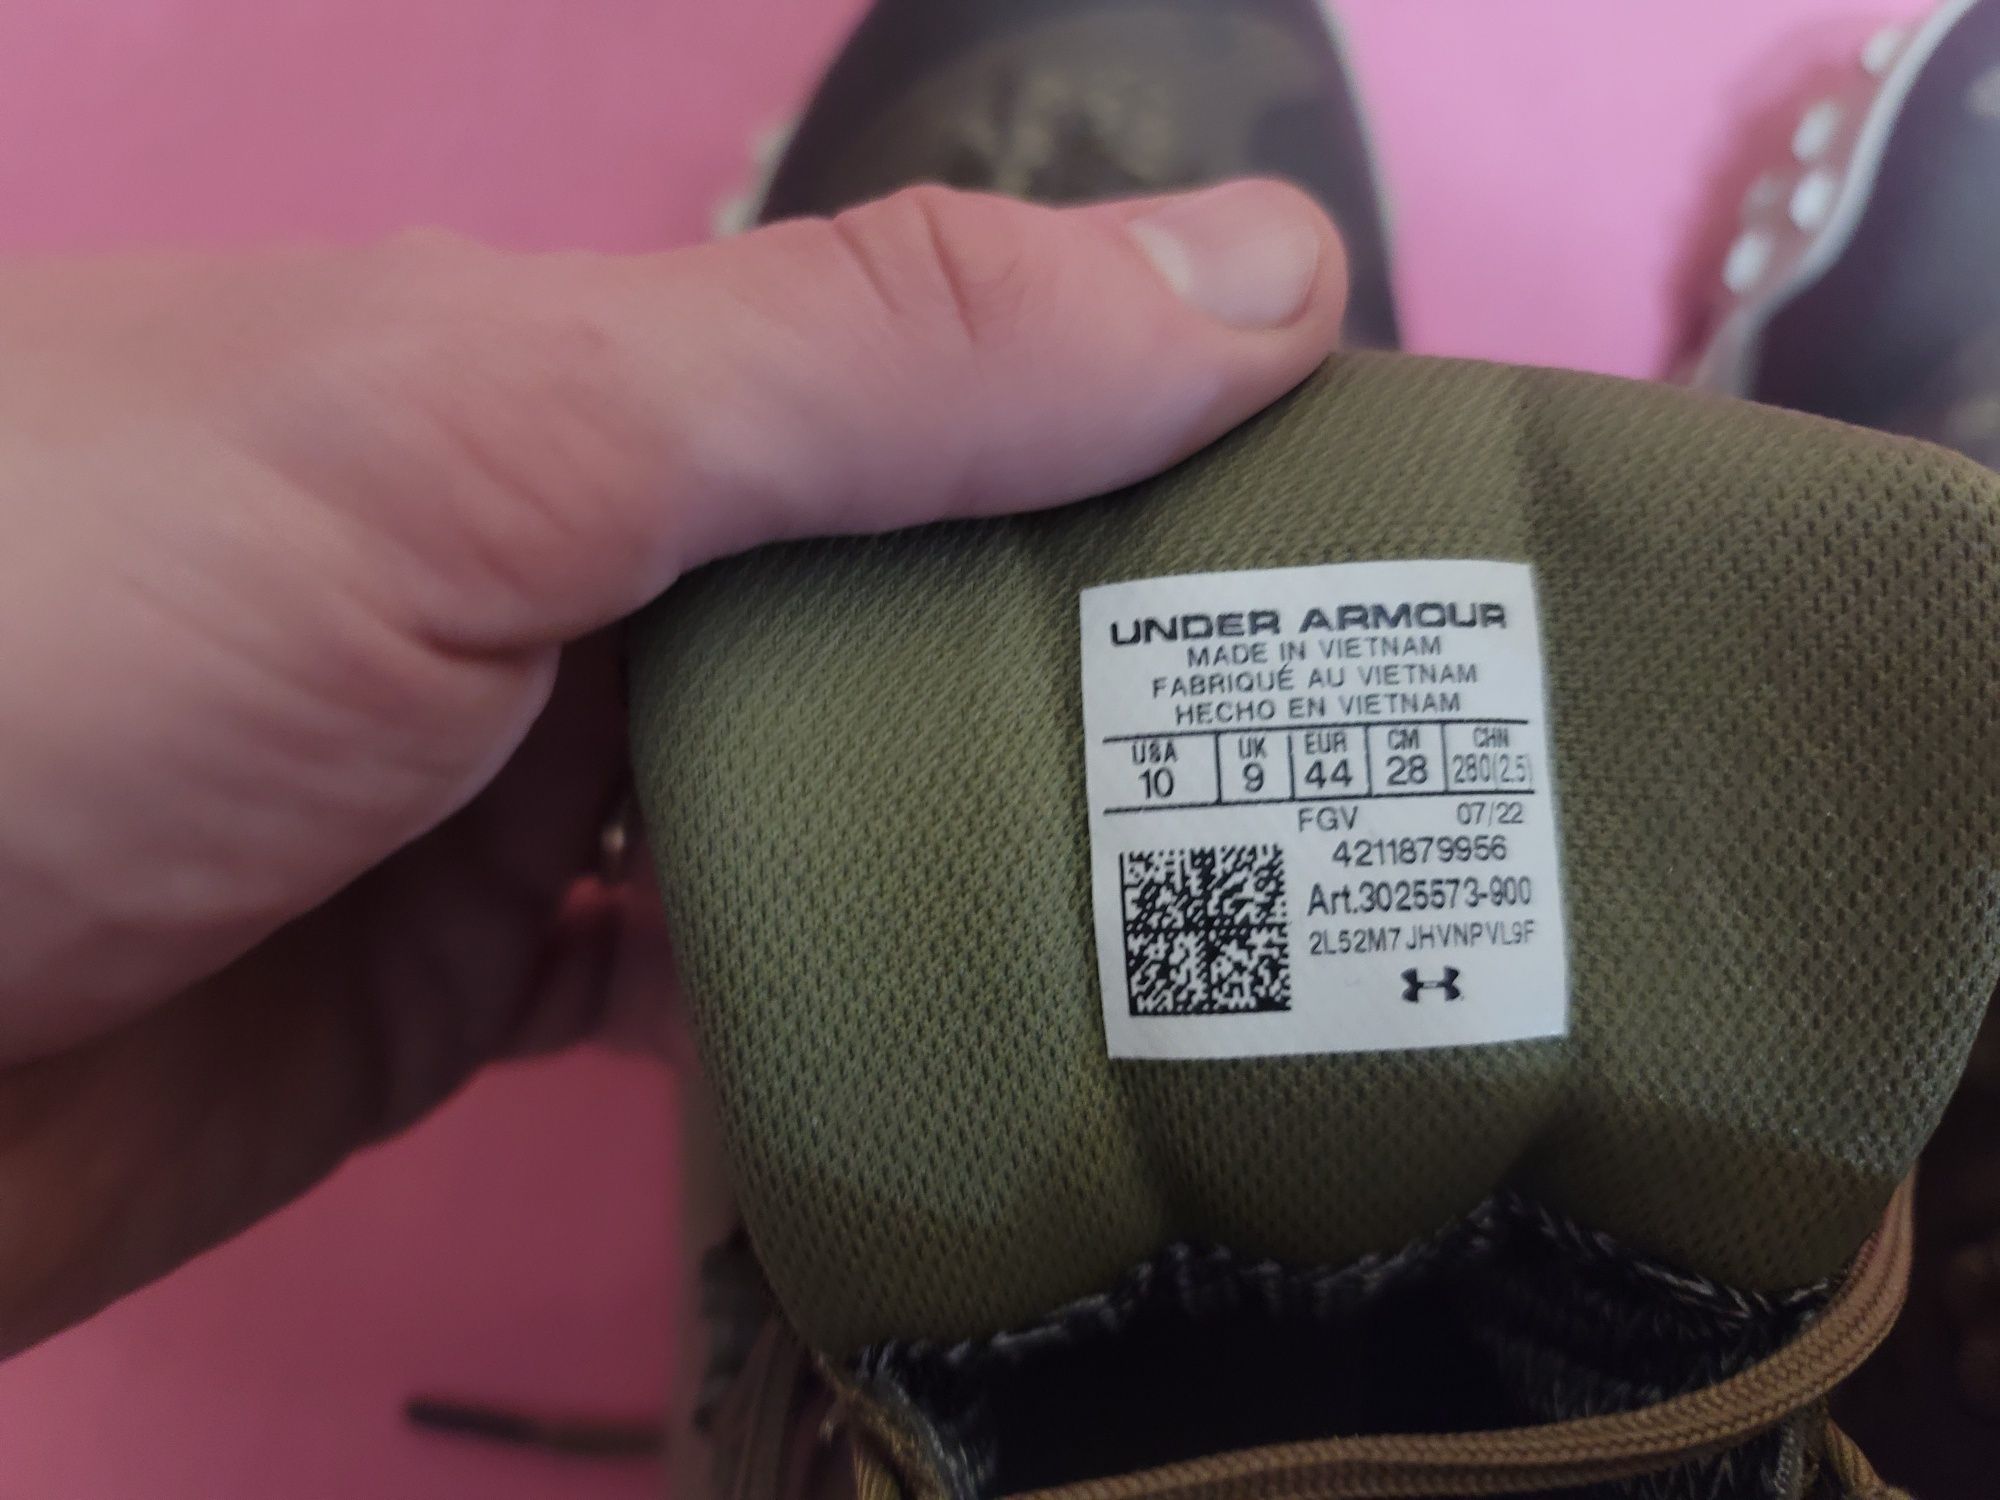 UNDER ARMOUR
MADE IN VIETNAM
FABRIQUÉ AU VIETNAM
HECHO EN VIETNAM
USA UK EUR CM CHN
10 9 44 28 280(2.5)
FGV 07/22
4211879956
Art.3025573-900
2L52M7JHVNPVL9F